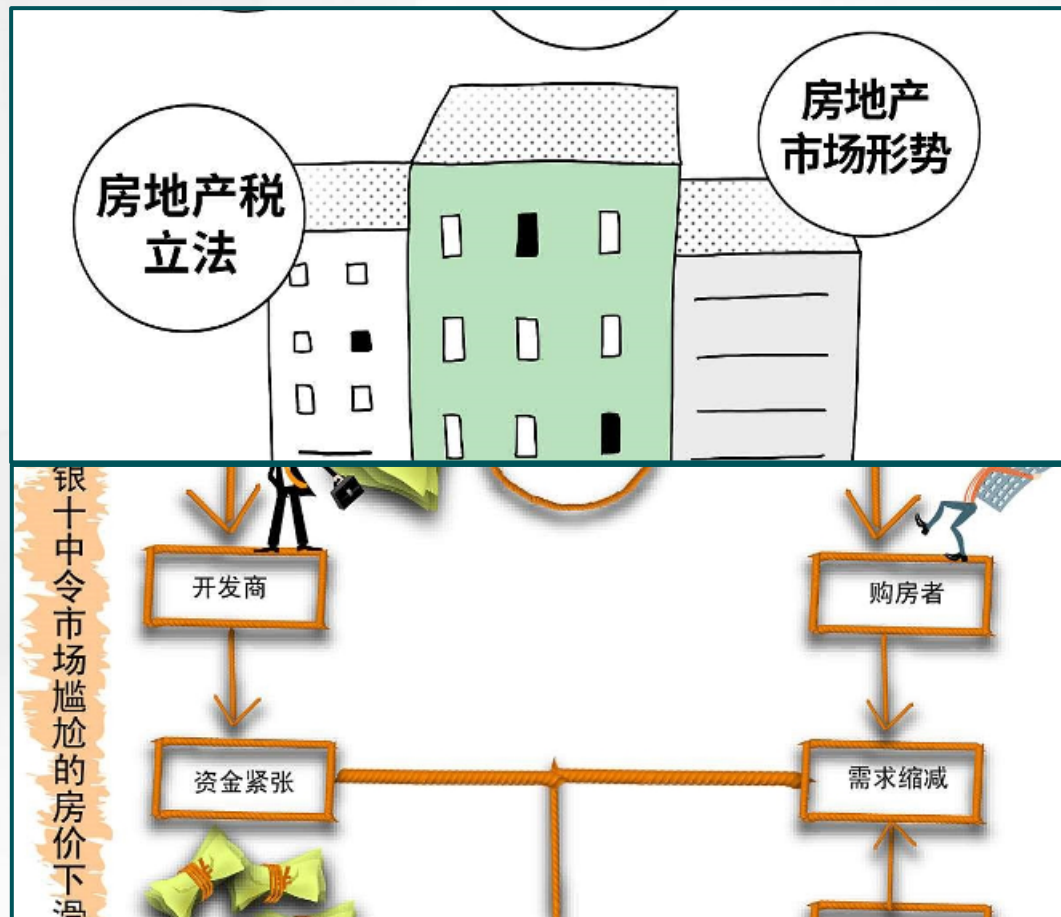 房地产税
立法
房地产
市场形势
银十中令市场尴尬的房价下滑
开发商
购房者
资金紧张
需求缩减